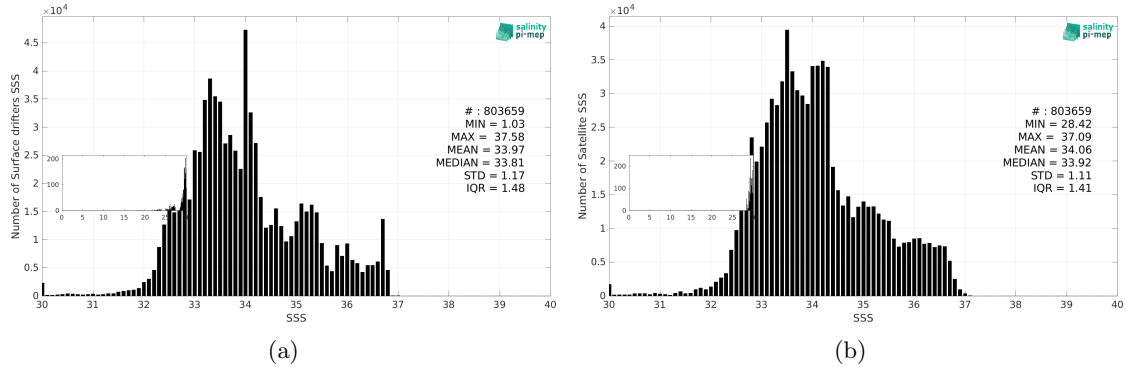 ×10⁴
4.5
4
3.5
3
2.5
2
1.5
1
0.5
0
Number of Surface drifters SSS
salinity
pi-mep
# : 803659
MIN = 1.03
MAX = 37.58
MEAN = 33.97
MEDIAN = 33.81
STD = 1.17
IQR = 1.48
200
100
0
0 5 10 15 20 25
30 31 32 33 34 35 36 37 38 39 40
SSS
(a)
×10⁴
4
3.5
3
2.5
2
1.5
1
0.5
0
Number of Satellite SSS
salinity
pi-mep
# : 803659
MIN = 28.42
MAX = 37.09
MEAN = 34.06
MEDIAN = 33.92
STD = 1.11
IQR = 1.41
200
100
0
0 5 10 15 20 25
30 31 32 33 34 35 36 37 38 39 40
SSS
(b)